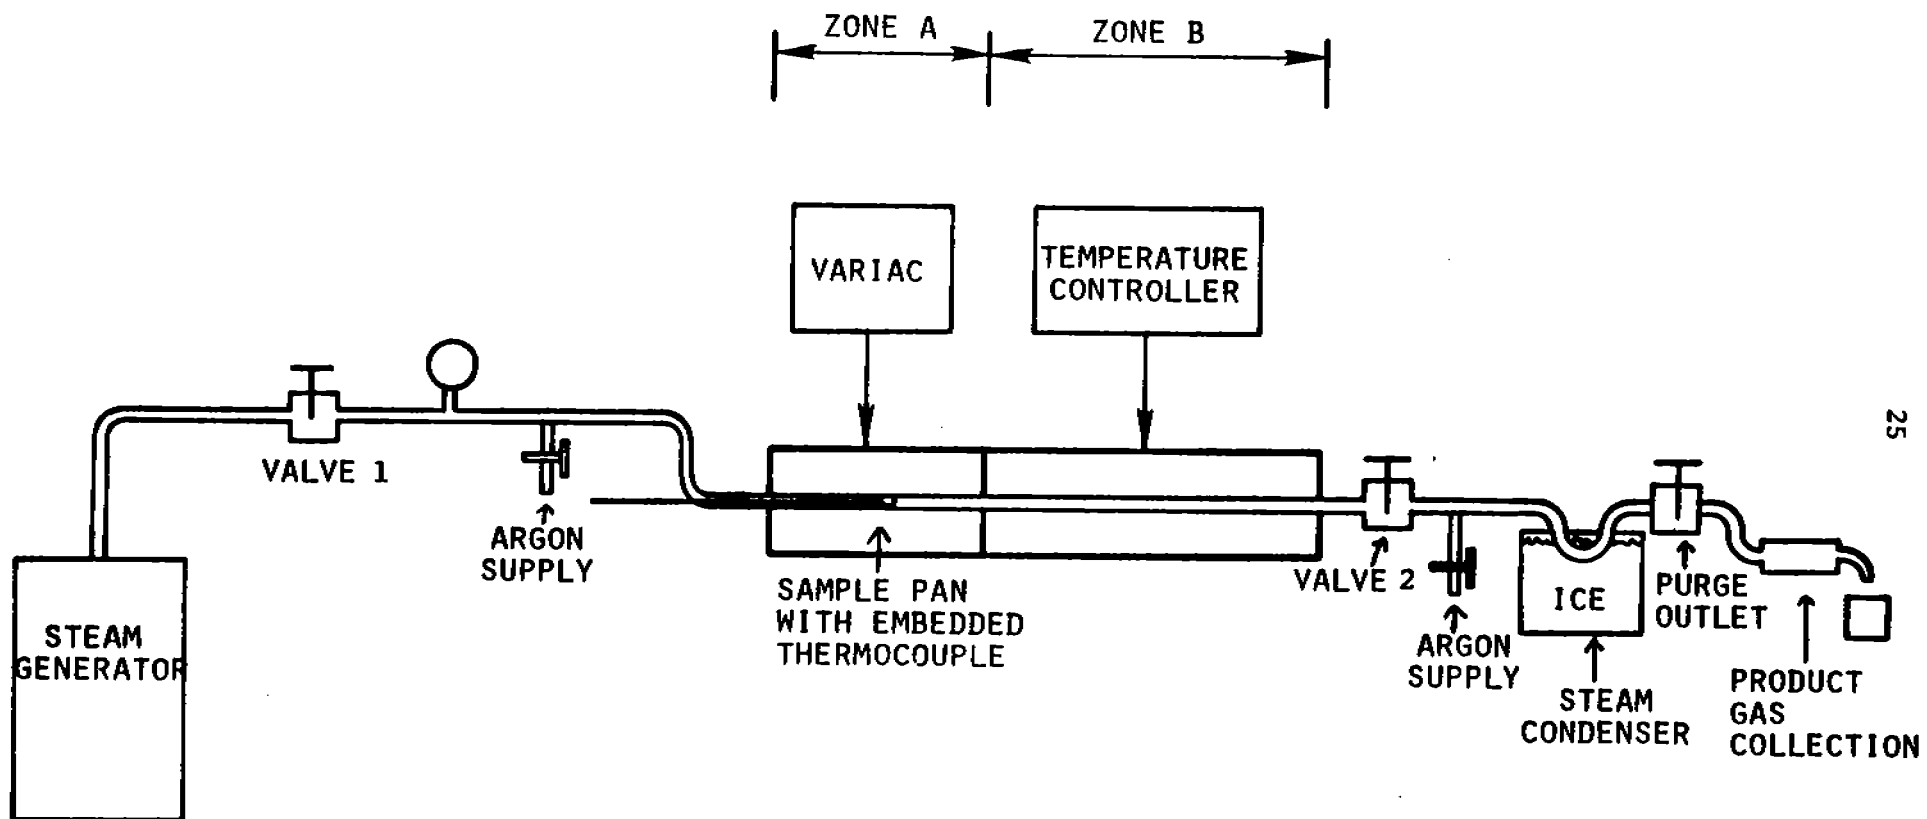 ZONE A
ZONE B
VARIAC
TEMPERATURE
CONTROLLER
VALVE 1
ARGON
SUPPLY
STEAM
GENERATOR
SAMPLE PAN
WITH EMBEDDED
THERMOCOUPLE
VALVE 2
ARGON
SUPPLY
ICE
STEAM
CONDENSER
PURGE
OUTLET
PRODUCT
GAS
COLLECTION
25